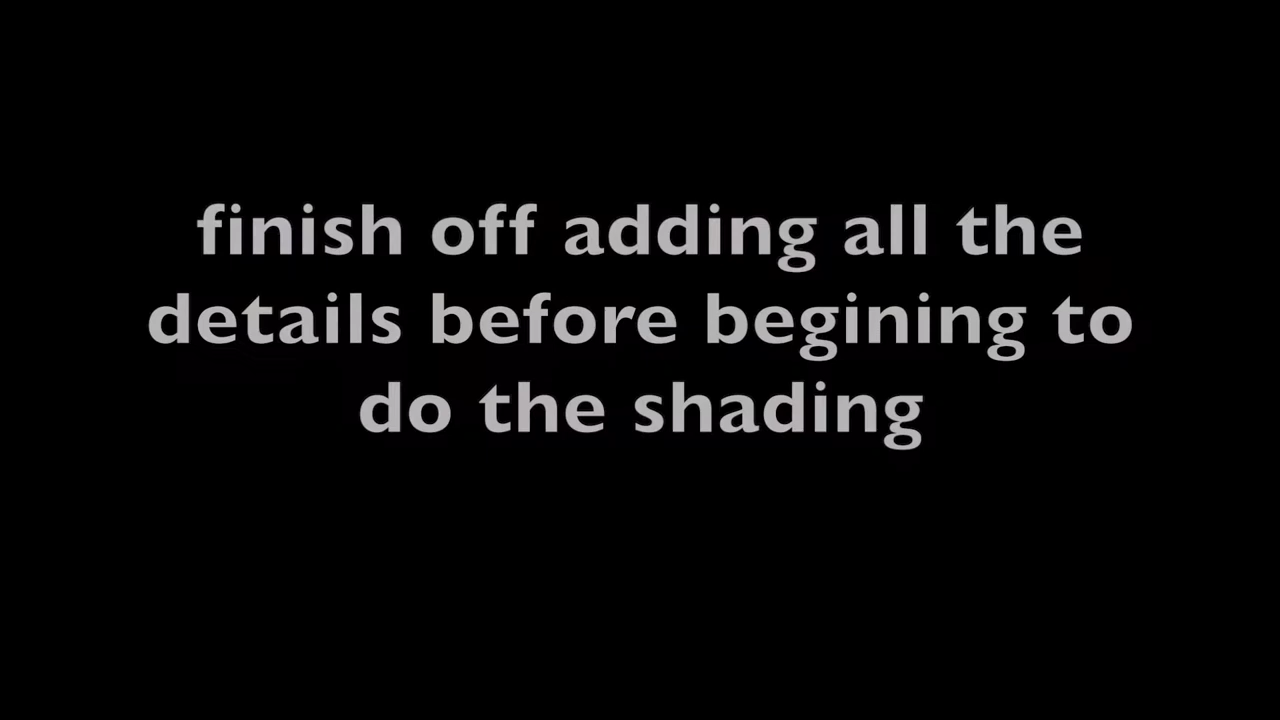 finish off adding all the
details before begining to
do the shading